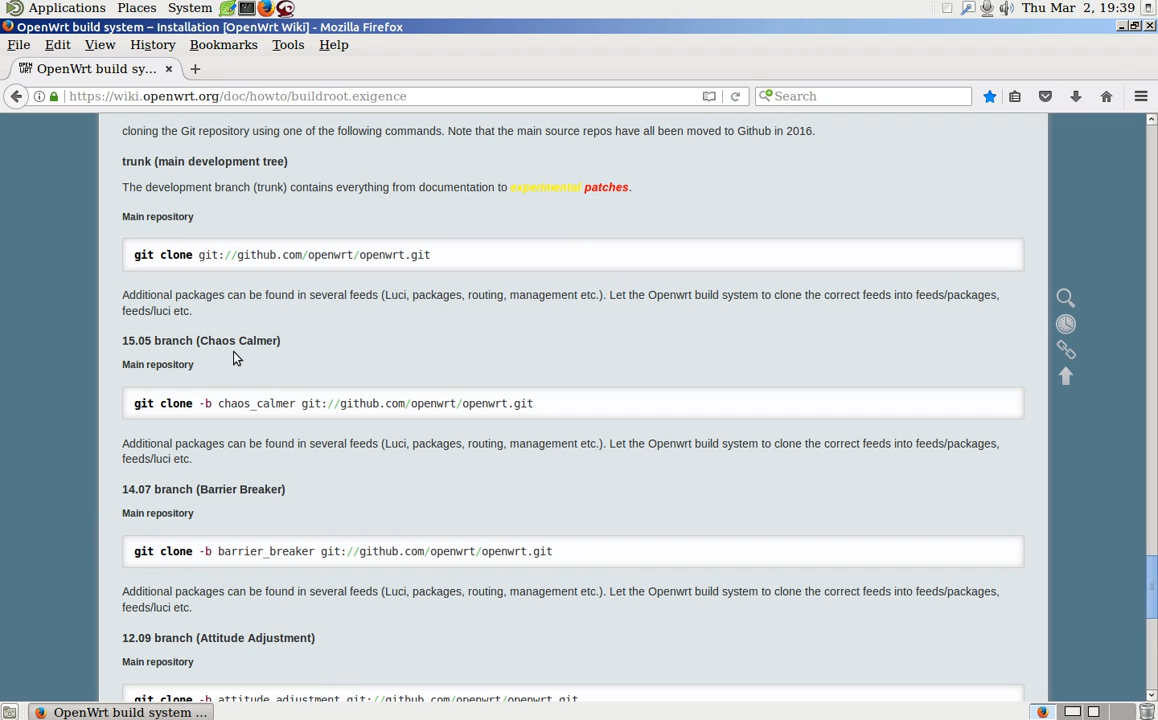 Applications Places System Thu Mar 2, 19:39
OpenWrt build system – Installation [OpenWrt Wiki] - Mozilla Firefox
File Edit View History Bookmarks Tools Help
OpenWrt build sy... × +
https://wiki.openwrt.org/doc/howto/buildroot.exigence Search
cloning the Git repository using one of the following commands. Note that the main source repos have all been moved to Github in 2016.
trunk (main development tree)
The development branch (trunk) contains everything from documentation to experimental patches.
Main repository
git clone git://github.com/openwrt/openwrt.git
Additional packages can be found in several feeds (Luci, packages, routing, management etc.). Let the Openwrt build system to clone the correct feeds into feeds/packages,
feeds/luci etc.
15.05 branch (Chaos Calmer)
Main repository
git clone -b chaos_calmer git://github.com/openwrt/openwrt.git
Additional packages can be found in several feeds (Luci, packages, routing, management etc.). Let the Openwrt build system to clone the correct feeds into feeds/packages,
feeds/luci etc.
14.07 branch (Barrier Breaker)
Main repository
git clone -b barrier_breaker git://github.com/openwrt/openwrt.git
Additional packages can be found in several feeds (Luci, packages, routing, management etc.). Let the Openwrt build system to clone the correct feeds into feeds/packages,
feeds/luci etc.
12.09 branch (Attitude Adjustment)
Main repository
git clone -b attitude_adjustment git://github.com/openwrt/openwrt.git
OpenWrt build system ...